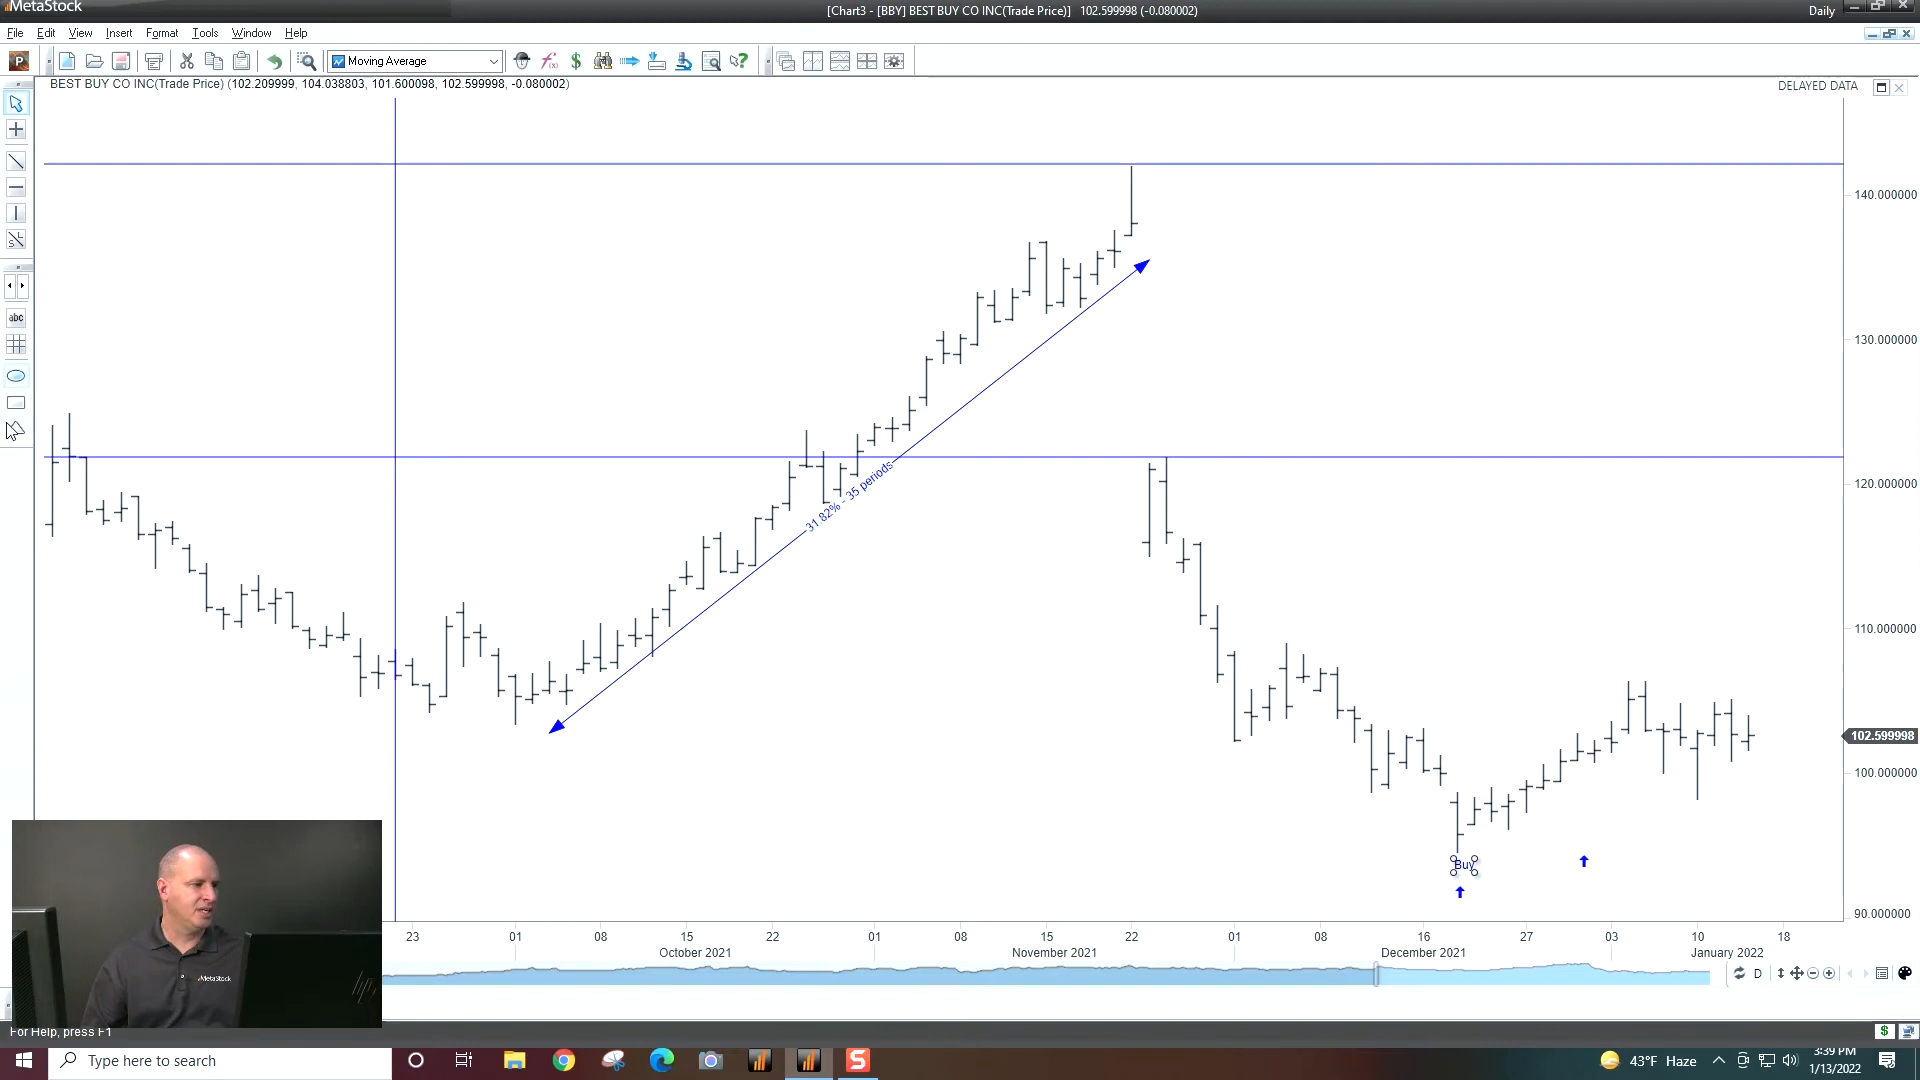 MetaStock
[Chart3 - [BBY] BEST BUY CO INC(Trade Price)] 102.599998 (-0.080002)
Daily
File Edit View Insert Format Tools Window Help
P
Moving Average
BEST BUY CO INC(Trade Price) (102.209999, 104.038803, 101.600098, 102.599998, -0.080002)
DELAYED DATA
abc
140.000000
130.000000
120.000000
110.000000
102.599998
100.000000
90.000000
31.82% - 35 periods
Buy
23 01 08 15 22 01 08 15 22 01 08 16 27 03 10 18
October 2021 November 2021 December 2021 January 2022
D
MetaStock
For Help, press F1
Type here to search
S
43°F Haze
3:39 PM
1/13/2022